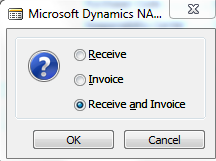 Microsoft Dynamics NA...
Receive
Invoice
Receive and Invoice
OK
Cancel